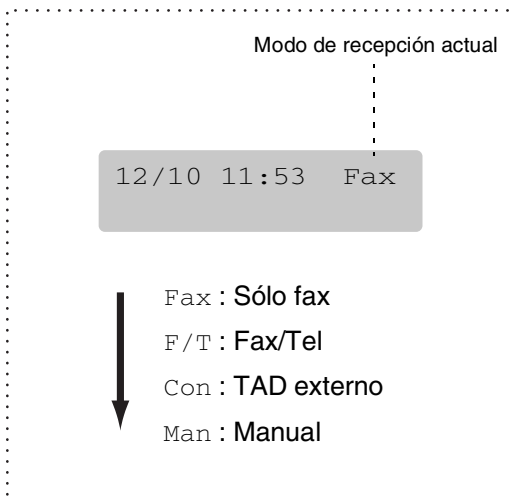 Modo de recepción actual
12/10 11:53 Fax
Fax : Sólo fax
F/T : Fax/Tel
Con : TAD externo
Man : Manual